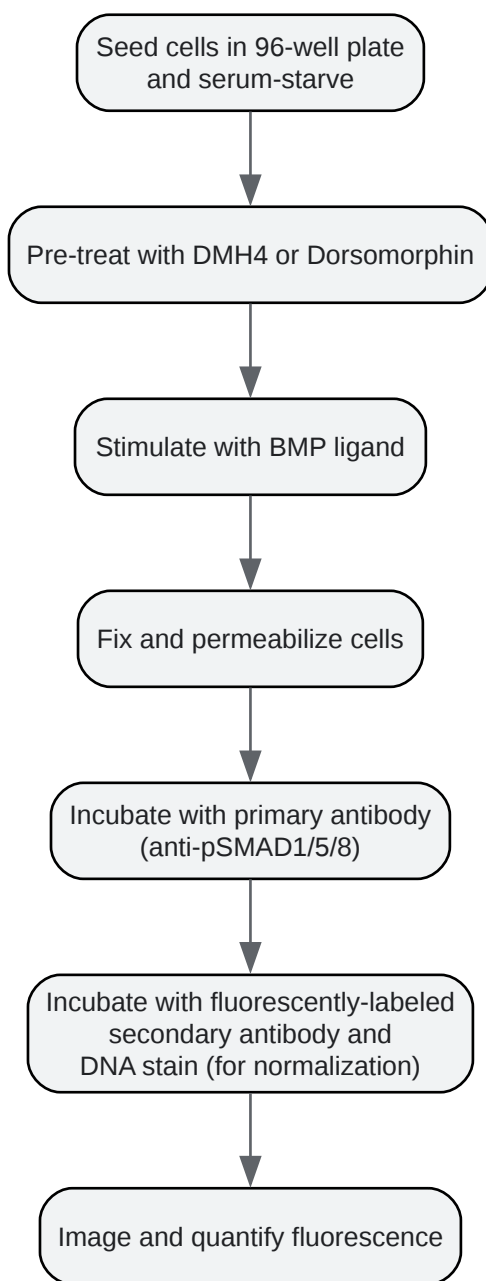 Seed cells in 96-well plate
and serum-starve
Pre-treat with DMH4 or Dorsomorphin
Stimulate with BMP ligand
Fix and permeabilize cells
Incubate with primary antibody
(anti-pSMAD1/5/8)
Incubate with fluorescently-labeled
secondary antibody and
DNA stain (for normalization)
Image and quantify fluorescence